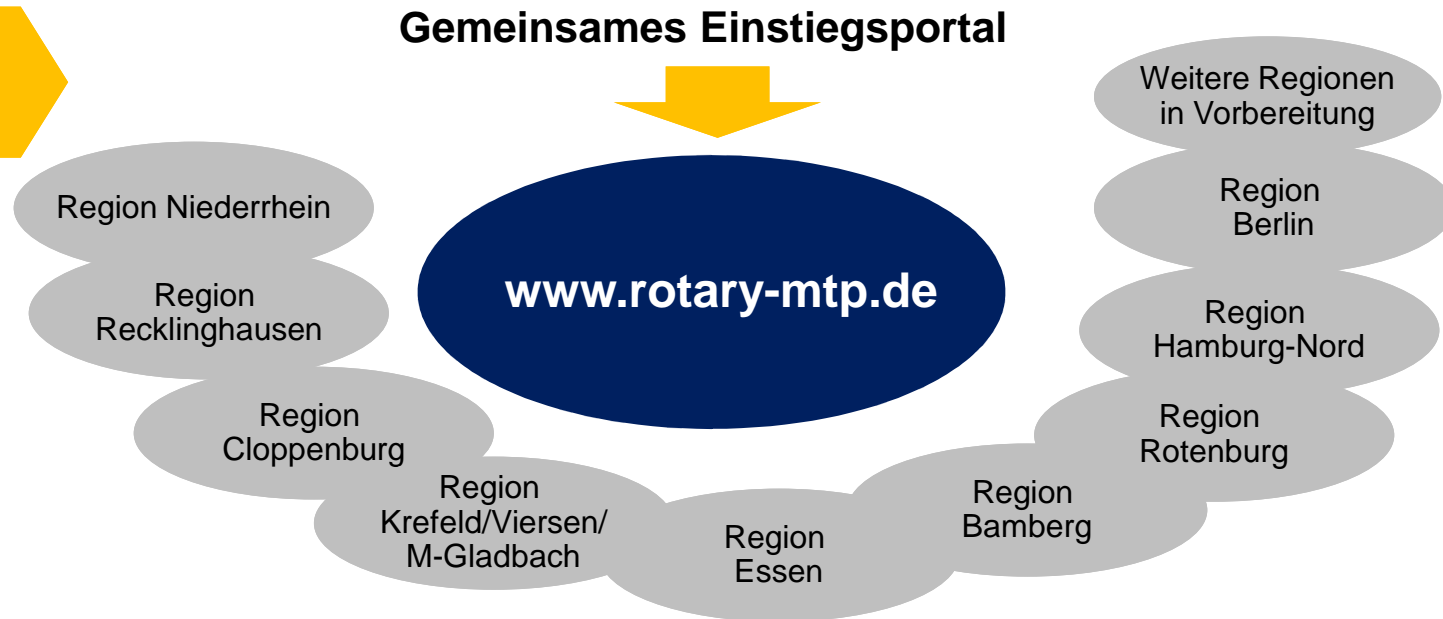 Gemeinsames Einstiegsportal
www.rotary-mtp.de
Region Niederrhein
Region
Recklinghausen
Region
Cloppenburg
Region
Krefeld/Viersen/
M-Gladbach
Region
Essen
Region
Bamberg
Region
Rotenburg
Region
Hamburg-Nord
Region
Berlin
Weitere Regionen
in Vorbereitung